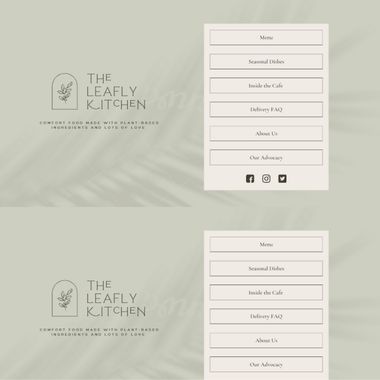 THE
LEAFLY
KITCHEN
COMFORT FOOD MADE WITH PLANT-BASED
INGREDIENTS AND LOTS OF LOVE
Menu
Seasonal Dishes
Inside the Cafe
Delivery FAQ
About Us
Our Advocacy
THE
LEAFLY
KITCHEN
COMFORT FOOD MADE WITH PLANT-BASED
INGREDIENTS AND LOTS OF LOVE
Menu
Seasonal Dishes
Inside the Cafe
Delivery FAQ
About Us
Our Advocacy